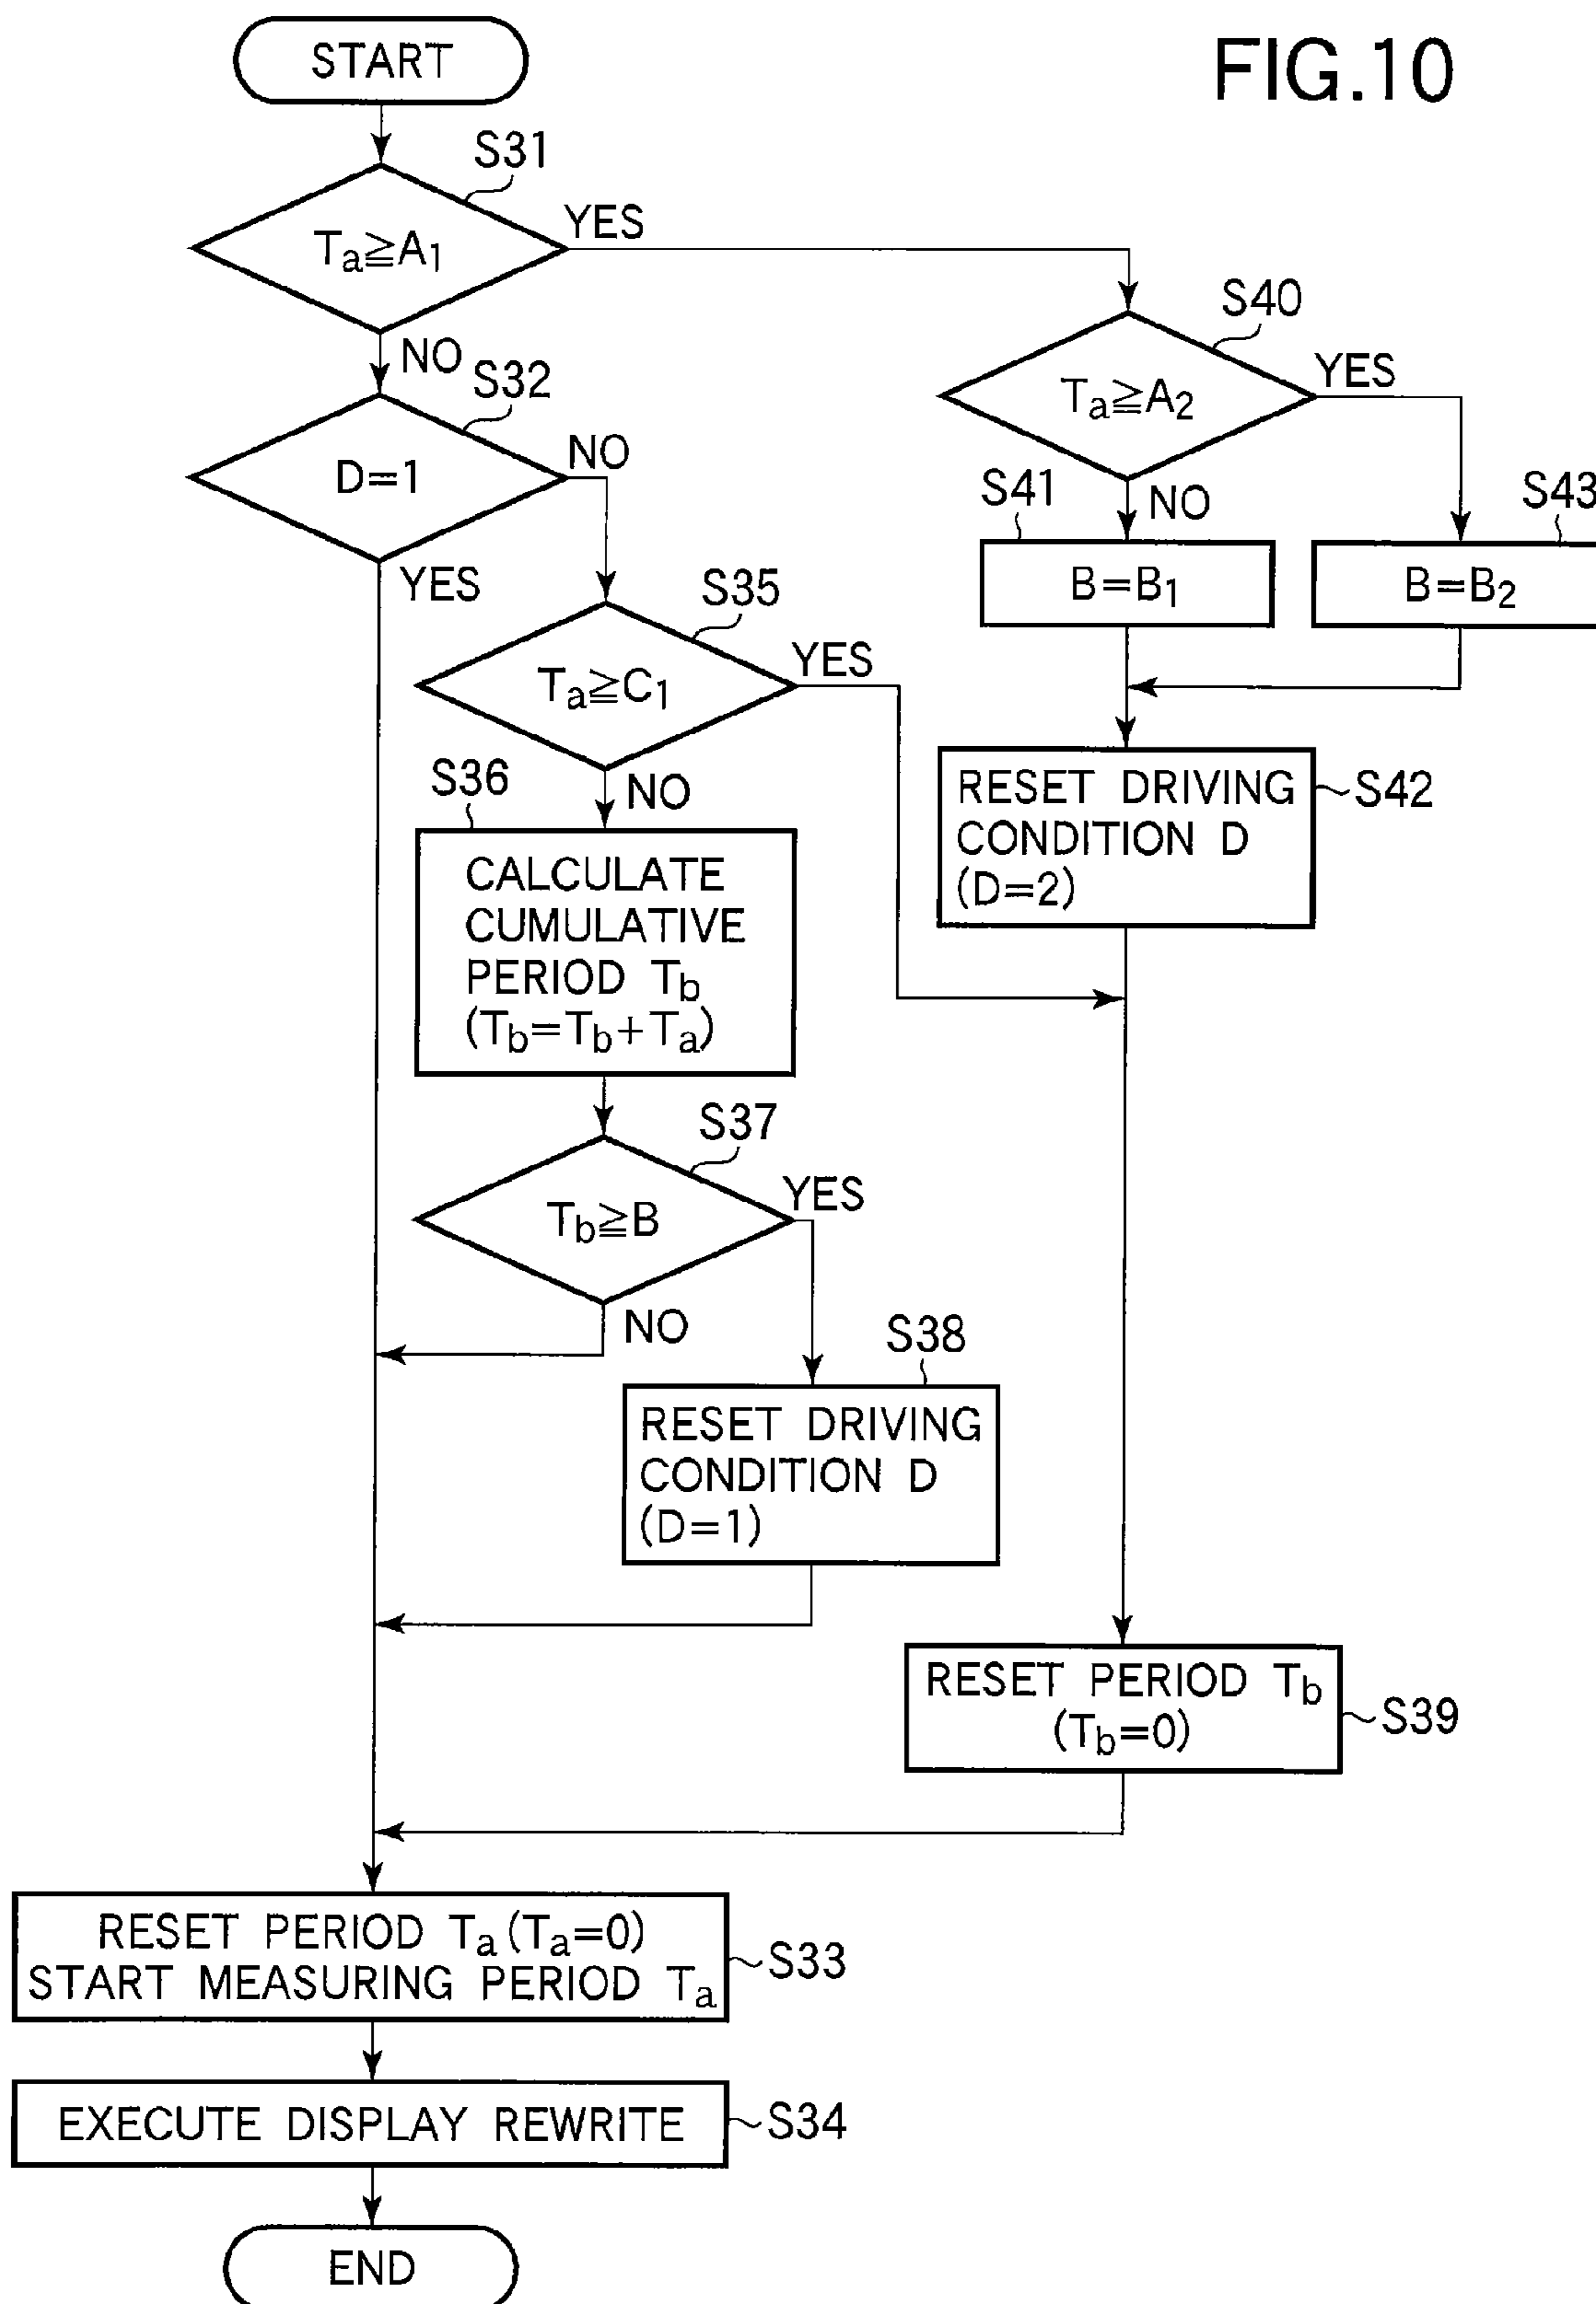 FIG.10
START
S31
Ta≧A1
YES
NO
S40
Ta≧A2
YES
NO
S32
D=1
NO
YES
S41
B=B1
S43
B=B2
S35
Ta≧C1
YES
NO
S42
RESET DRIVING
CONDITION D
(D=2)
S36
CALCULATE
CUMULATIVE
PERIOD Tb
(Tb=Tb+Ta)
S37
Tb≧B
YES
NO
S38
RESET DRIVING
CONDITION D
(D=1)
RESET PERIOD Tb
(Tb=0)
S39
RESET PERIOD Ta(Ta=0)
START MEASURING PERIOD Ta
S33
EXECUTE DISPLAY REWRITE
S34
END